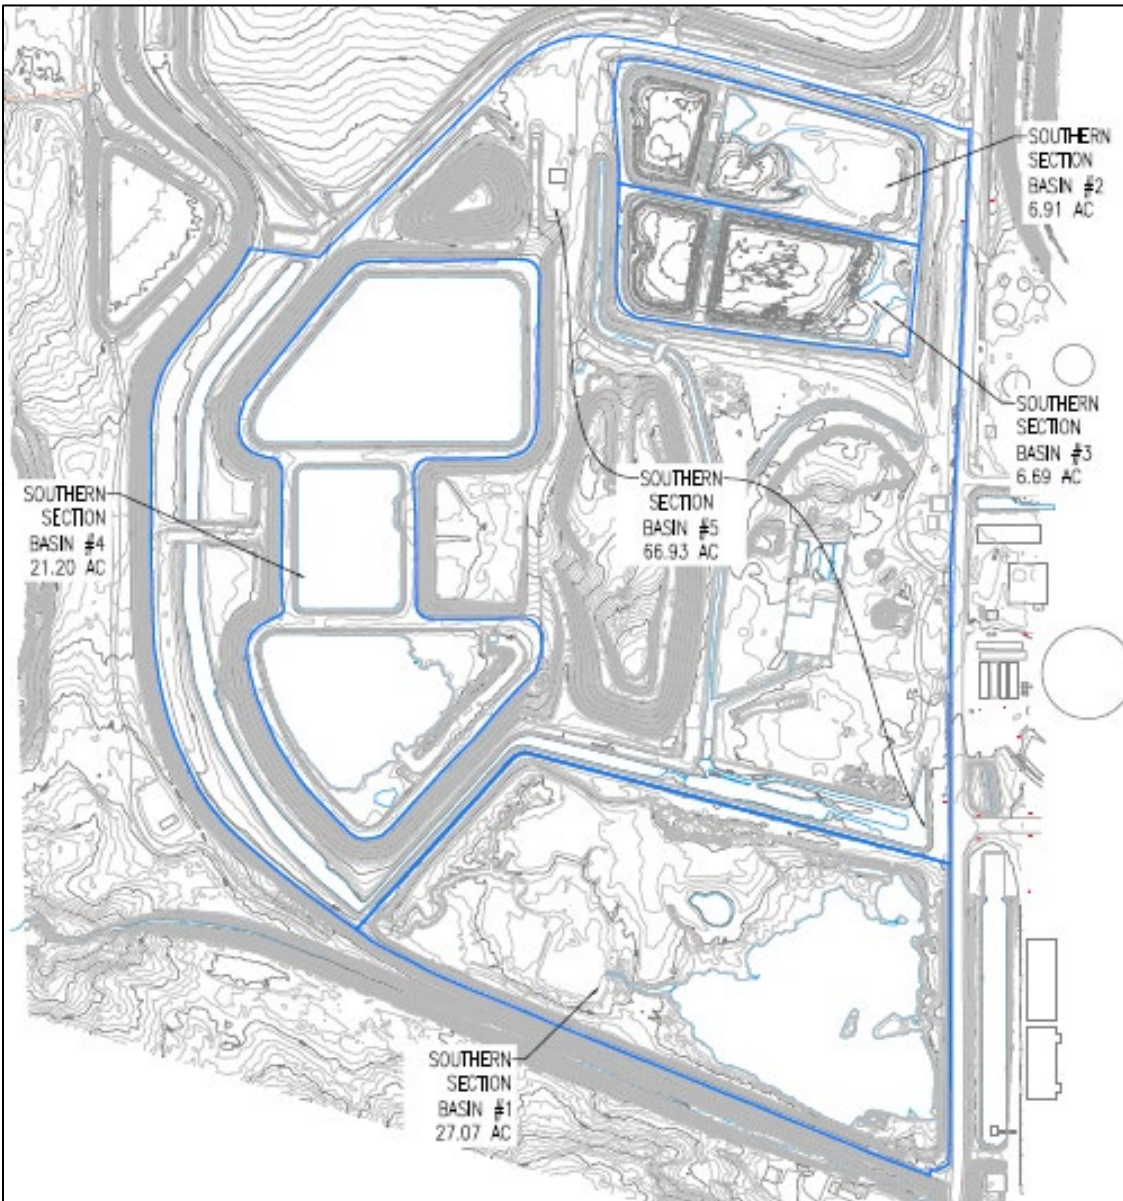 SOUTHERN
SECTION
BASIN #2
6.91 AC
SOUTHERN
SECTION
BASIN #3
6.69 AC
SOUTHERN
SECTION
BASIN #5
66.93 AC
SOUTHERN
SECTION
BASIN #4
21.20 AC
SOUTHERN
SECTION
BASIN #1
27.07 AC